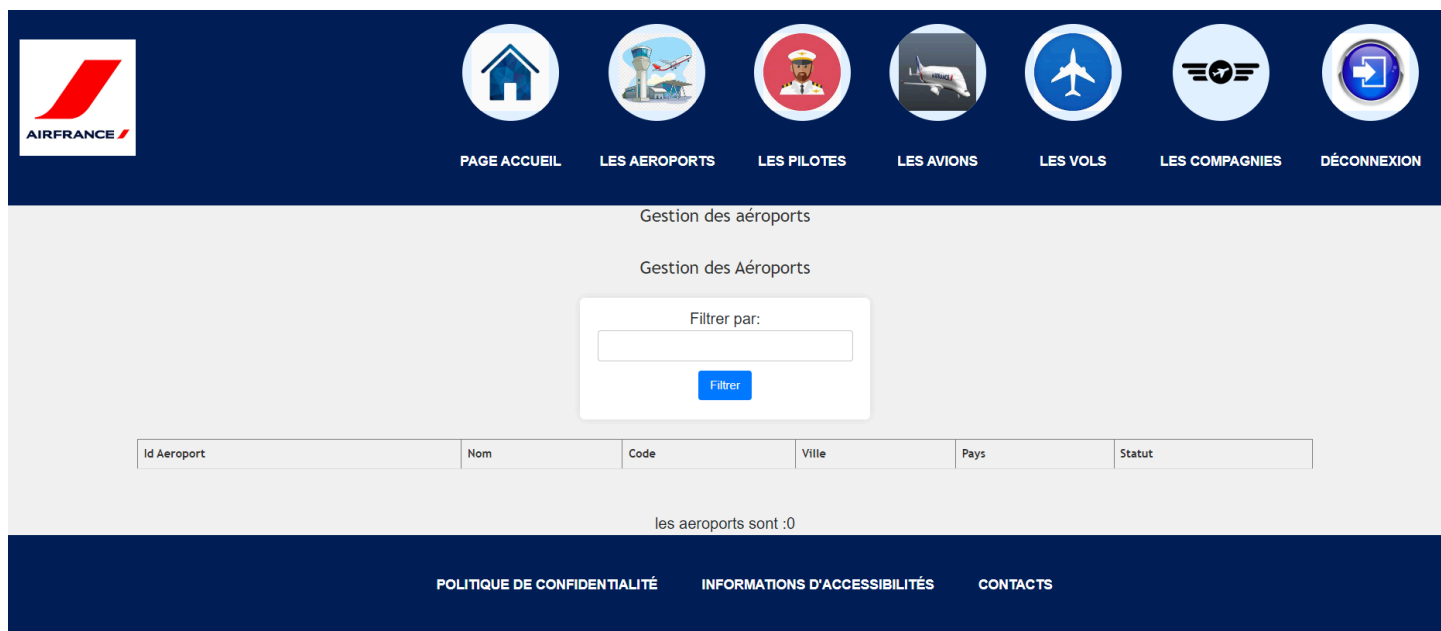 AIRFRANCE
PAGE ACCUEIL
LES AEROPORTS
LES PILOTES
LES AVIONS
LES VOLS
LES COMPAGNIES
DÉCONNEXION
Gestion des aéroports
Gestion des Aéroports
Filtrer par:
Filtrer
Id Aeroport Nom Code Ville Pays Statut
les aeroports sont :0
POLITIQUE DE CONFIDENTIALITÉ INFORMATIONS D'ACCESSIBILITÉS CONTACTS